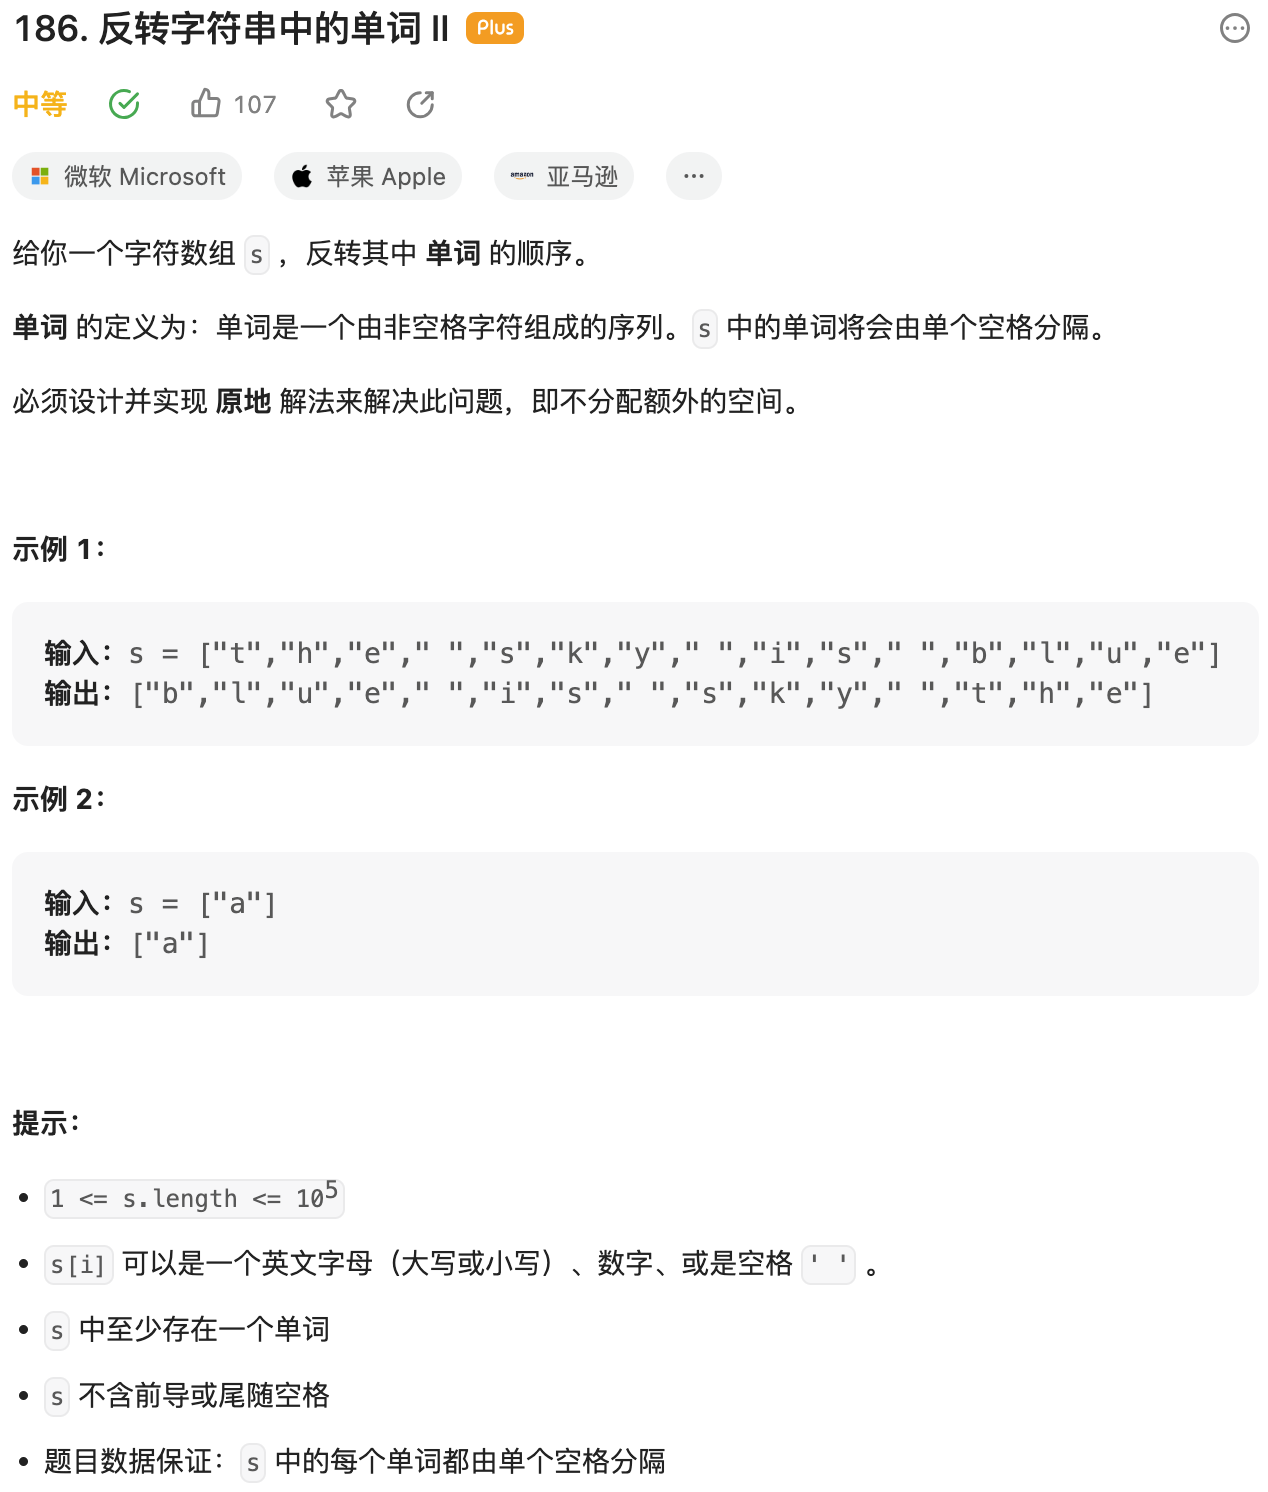 186. 反转字符串中的单词 II Plus
中等 107
微软 Microsoft 苹果 Apple amazon 亚马逊 ...
给你一个字符数组 s ，反转其中 单词 的顺序。
单词 的定义为：单词是一个由非空格字符组成的序列。s 中的单词将会由单个空格分隔。
必须设计并实现 原地 解法来解决此问题，即不分配额外的空间。
示例 1：
输入：s = ["t","h","e"," ","s","k","y"," ","i","s"," ","b","l","u","e"]
输出：["b","l","u","e"," ","i","s"," ","s","k","y"," ","t","h","e"]
示例 2：
输入：s = ["a"]
输出：["a"]
提示：
• 1 <= s.length <= 10⁵
• s[i] 可以是一个英文字母（大写或小写）、数字、或是空格 ' ' 。
• s 中至少存在一个单词
• s 不含前导或尾随空格
• 题目数据保证：s 中的每个单词都由单个空格分隔